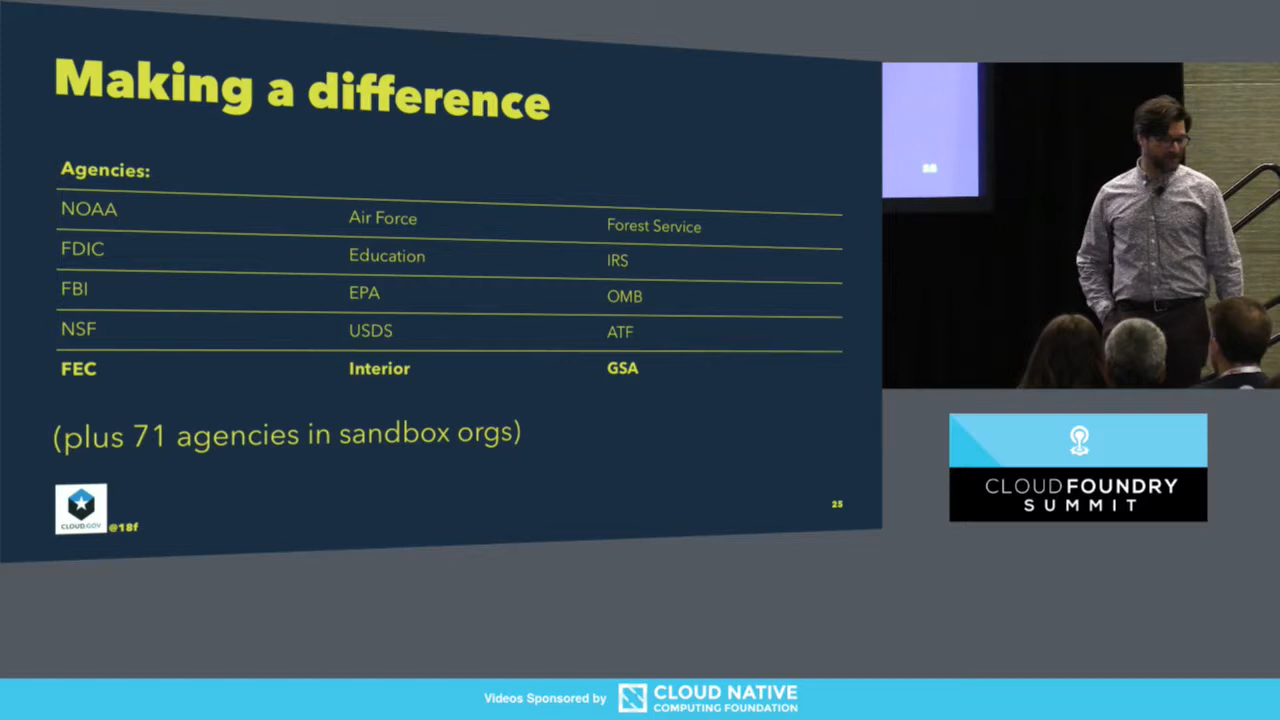 Making a difference
Agencies:
NOAA Air Force Forest Service
FDIC Education IRS
FBI EPA OMB
NSF USDS ATF
FEC Interior GSA
(plus 71 agencies in sandbox orgs)
CLOUD.GOV
@18f
25
CLOUD FOUNDRY
SUMMIT
Videos Sponsored by
CLOUD NATIVE
COMPUTING FOUNDATION